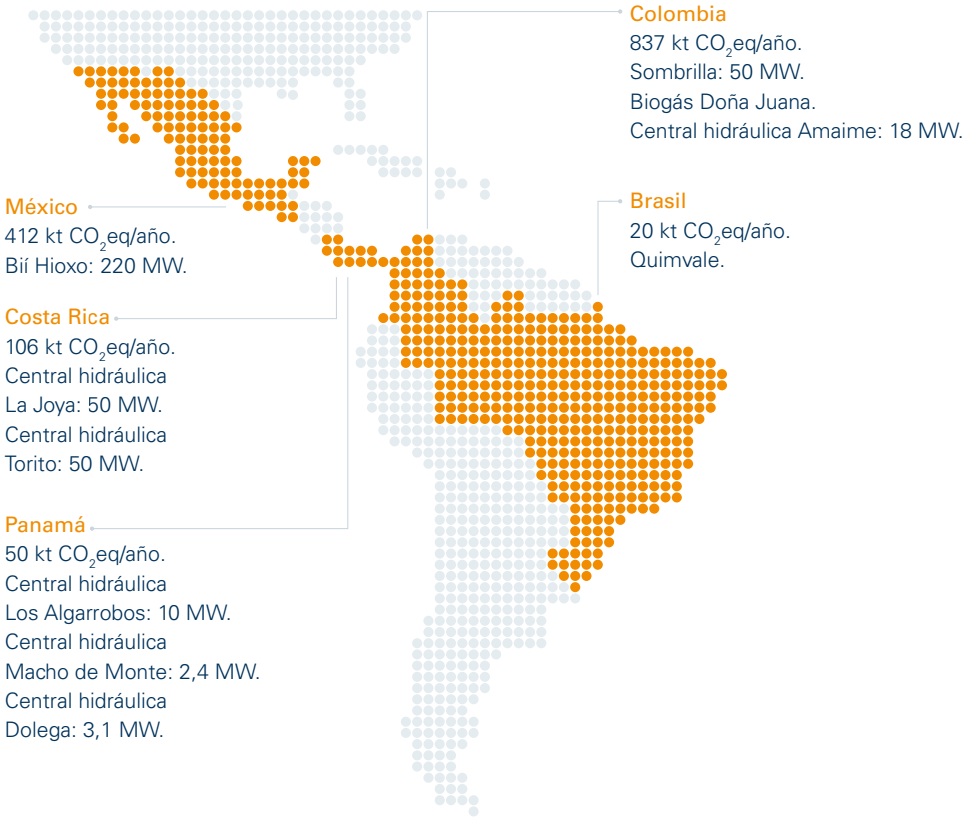 Colombia
837 kt CO₂eq/año.
Sombrilla: 50 MW.
Biogás Doña Juana.
Central hidráulica Amaime: 18 MW.
Brasil
20 kt CO₂eq/año.
Quimvale.
México
412 kt CO₂eq/año.
Bií Hioxo: 220 MW.
Costa Rica
106 kt CO₂eq/año.
Central hidráulica
La Joya: 50 MW.
Central hidráulica
Torito: 50 MW.
Panamá
50 kt CO₂eq/año.
Central hidráulica
Los Algarrobos: 10 MW.
Central hidráulica
Macho de Monte: 2,4 MW.
Central hidráulica
Dolega: 3,1 MW.